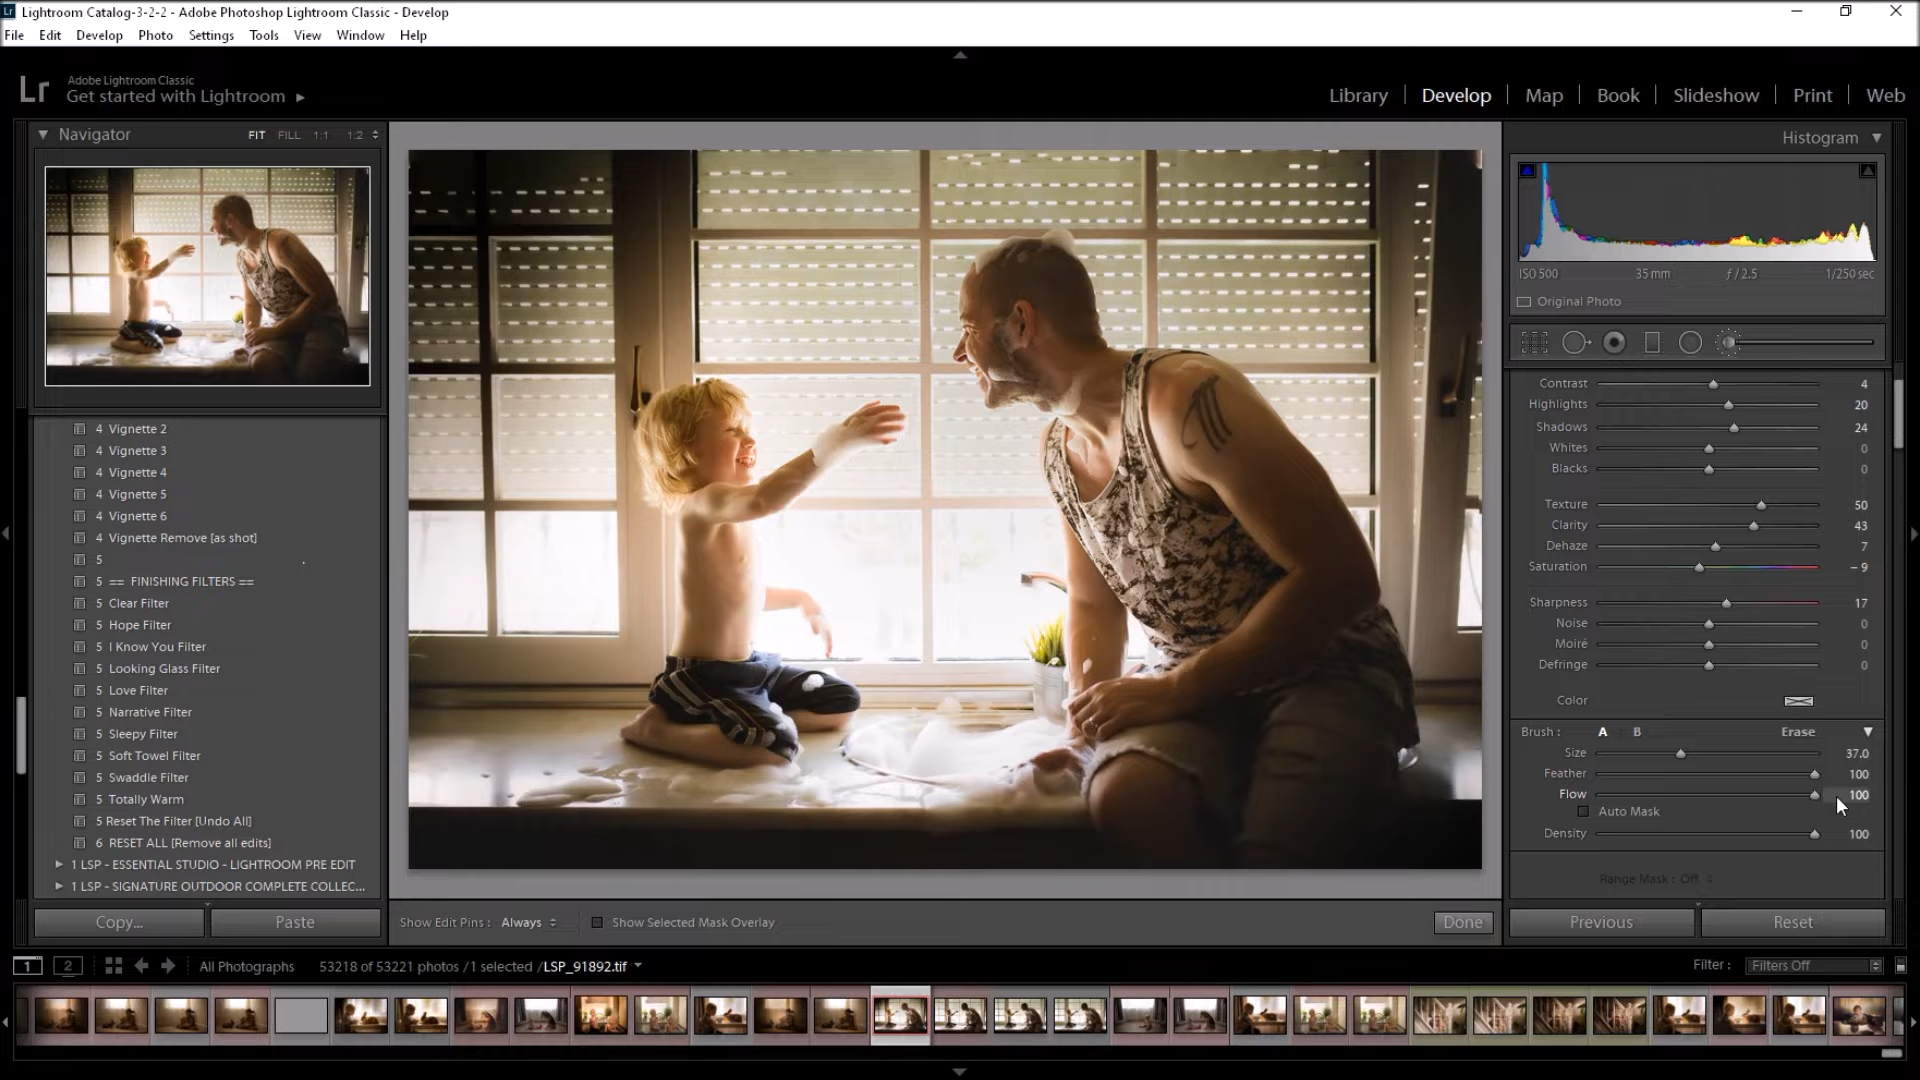 Lightroom Catalog-3-2-2 - Adobe Photoshop Lightroom Classic - Develop
File Edit Develop Photo Settings Tools View Window Help
Lr Adobe Lightroom Classic
Get started with Lightroom
Library | Develop | Map | Book | Slideshow | Print | Web
Navigator FIT FILL 1:1 1:2
4 Vignette 2
4 Vignette 3
4 Vignette 4
4 Vignette 5
4 Vignette 6
4 Vignette Remove [as shot]
5
5 == FINISHING FILTERS ==
5 Clear Filter
5 Hope Filter
5 I Know You Filter
5 Looking Glass Filter
5 Love Filter
5 Narrative Filter
5 Sleepy Filter
5 Soft Towel Filter
5 Swaddle Filter
5 Totally Warm
5 Reset The Filter [Undo All]
6 RESET ALL [Remove all edits]
1 LSP - ESSENTIAL STUDIO - LIGHTROOM PRE EDIT
1 LSP - SIGNATURE OUTDOOR COMPLETE COLLEC...
Copy... Paste
Show Edit Pins : Always Show Selected Mask Overlay Done
Histogram
ISO 500 35 mm ƒ / 2.5 1/250 sec
Original Photo
Contrast 4
Highlights 20
Shadows 24
Whites 0
Blacks 0
Texture 50
Clarity 43
Dehaze 7
Saturation – 9
Sharpness 17
Noise 0
Moiré 0
Defringe 0
Color
Brush : A B Erase
Size 37.0
Feather 100
Flow 100
Auto Mask
Density 100
Range Mask : Off
Previous Reset
1 2 All Photographs 53218 of 53221 photos /1 selected /LSP_91892.tif Filter : Filters Off